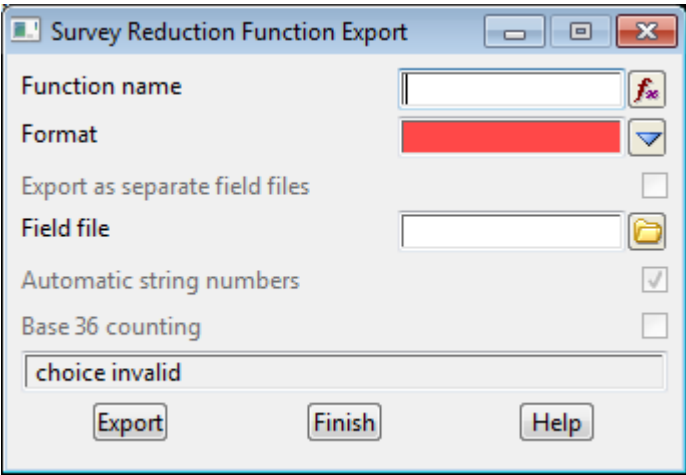 Survey Reduction Function Export
Function name
Format
Export as separate field files
Field file
Automatic string numbers
Base 36 counting
choice invalid
Export Finish Help